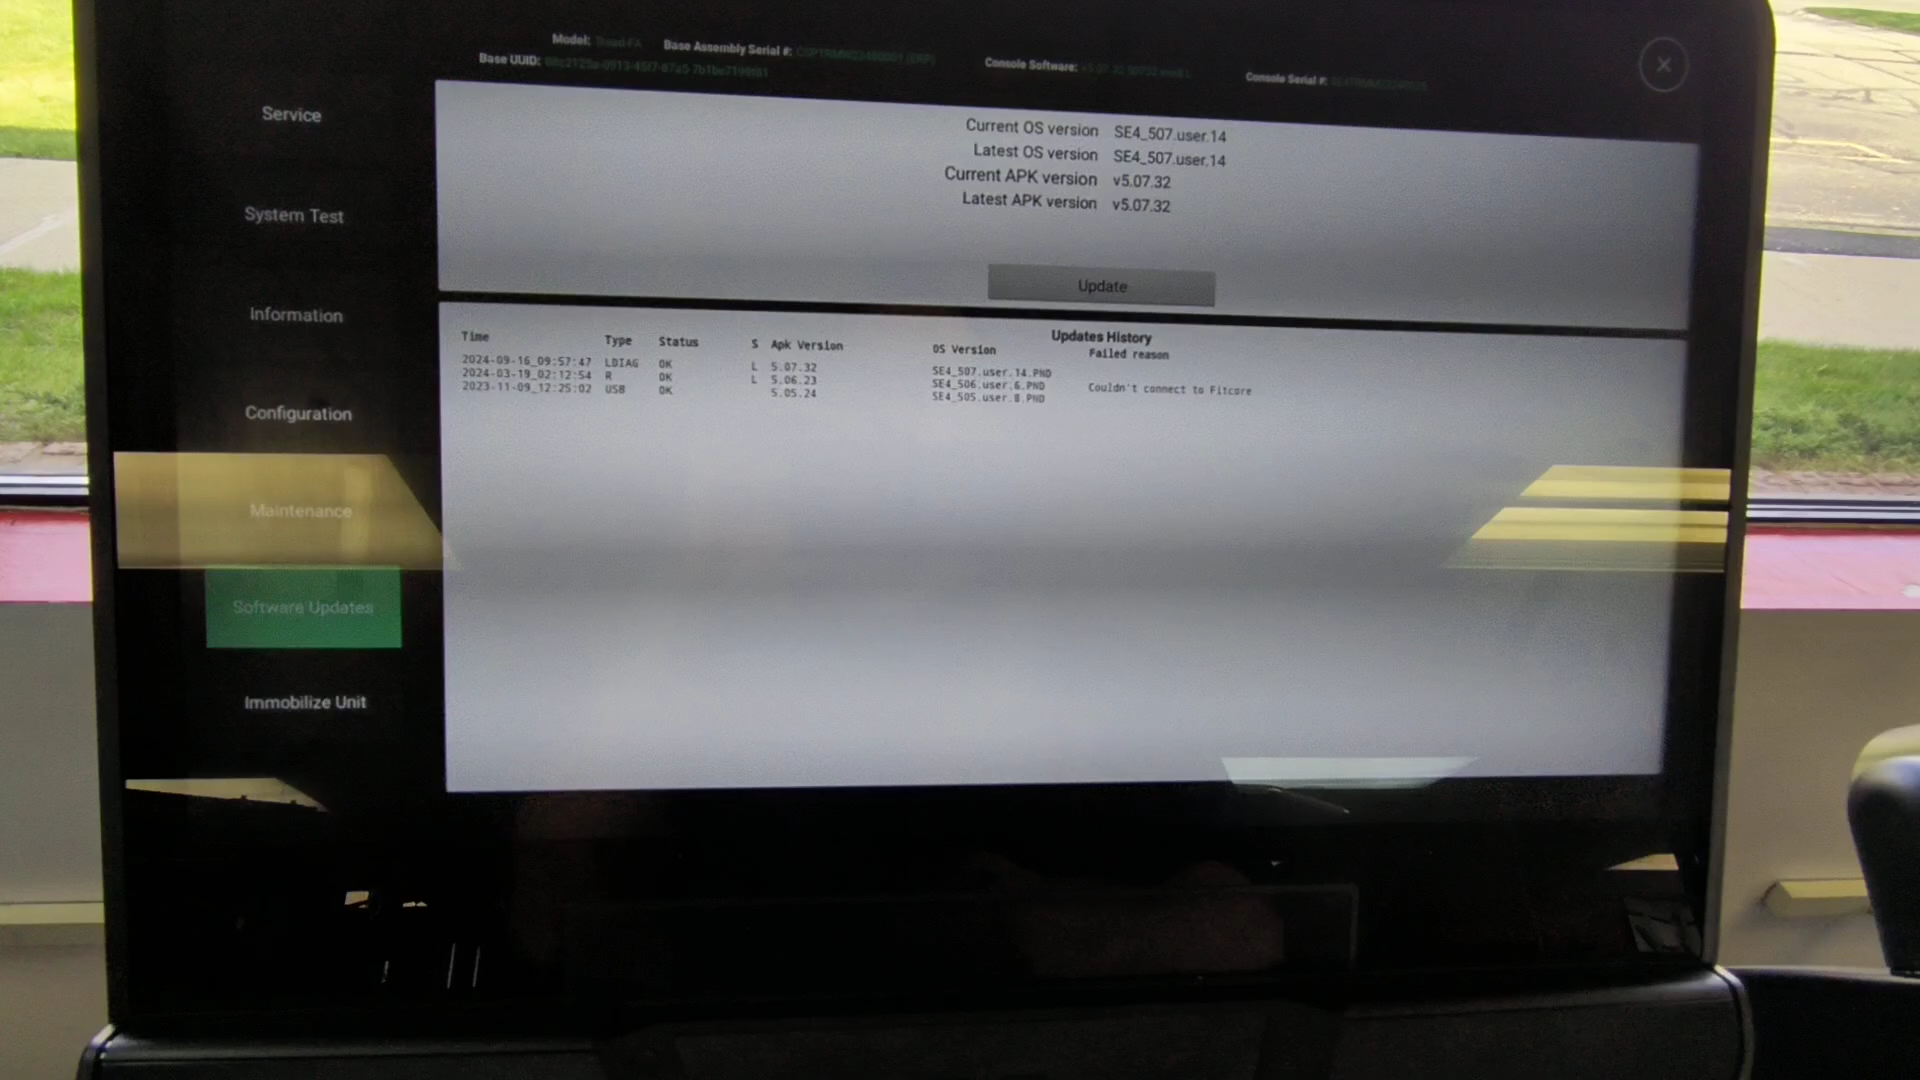 Model: Base Assembly Serial #: Console Software: Console Serial #:
Base UUID:
Service
System Test
Information
Configuration
Maintenance
Software Updates
Immobilize Unit
Current OS version SE4_507.user.14
Latest OS version SE4_507.user.14
Current APK version v5.07.32
Latest APK version v5.07.32
Update
Updates History
Time Type Status S Apk Version OS Version Failed reason
2024-09-16_09:57:47 LDIAG OK L 5.07.32 SE4_507.user.14.PND
2024-03-19_02:12:54 R OK L 5.06.23 SE4_506.user.6.PND Couldn't connect to Fitcore
2023-11-09_12:25:02 USB OK 5.05.24 SE4_505.user.8.PND